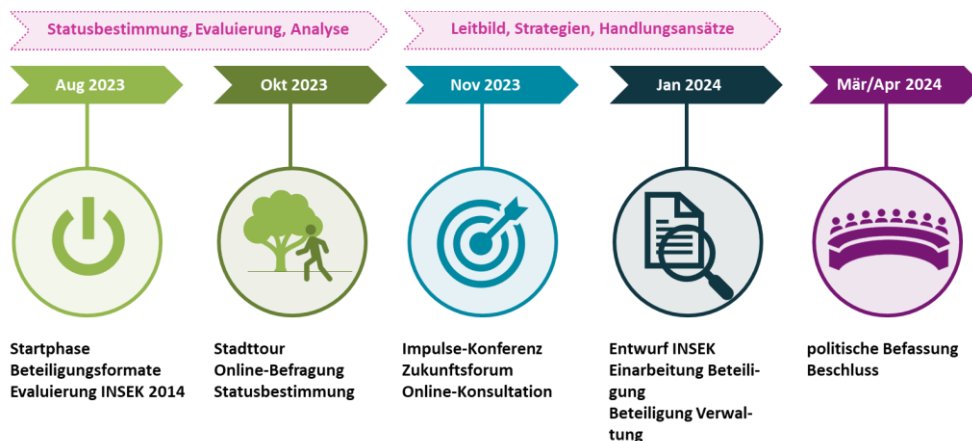 Statusbestimmung, Evaluierung, Analyse
Leitbild, Strategien, Handlungsansätze
Aug 2023
Okt 2023
Nov 2023
Jan 2024
Mär/Apr 2024
Startphase
Beteiligungsformate
Evaluierung INSEK 2014
Stadttour
Online-Befragung
Statusbestimmung
Impulse-Konferenz
Zukunftsforum
Online-Konsultation
Entwurf INSEK
Einarbeitung Beteili-
gung
Beteiligung Verwal-
tung
politische Befassung
Beschluss